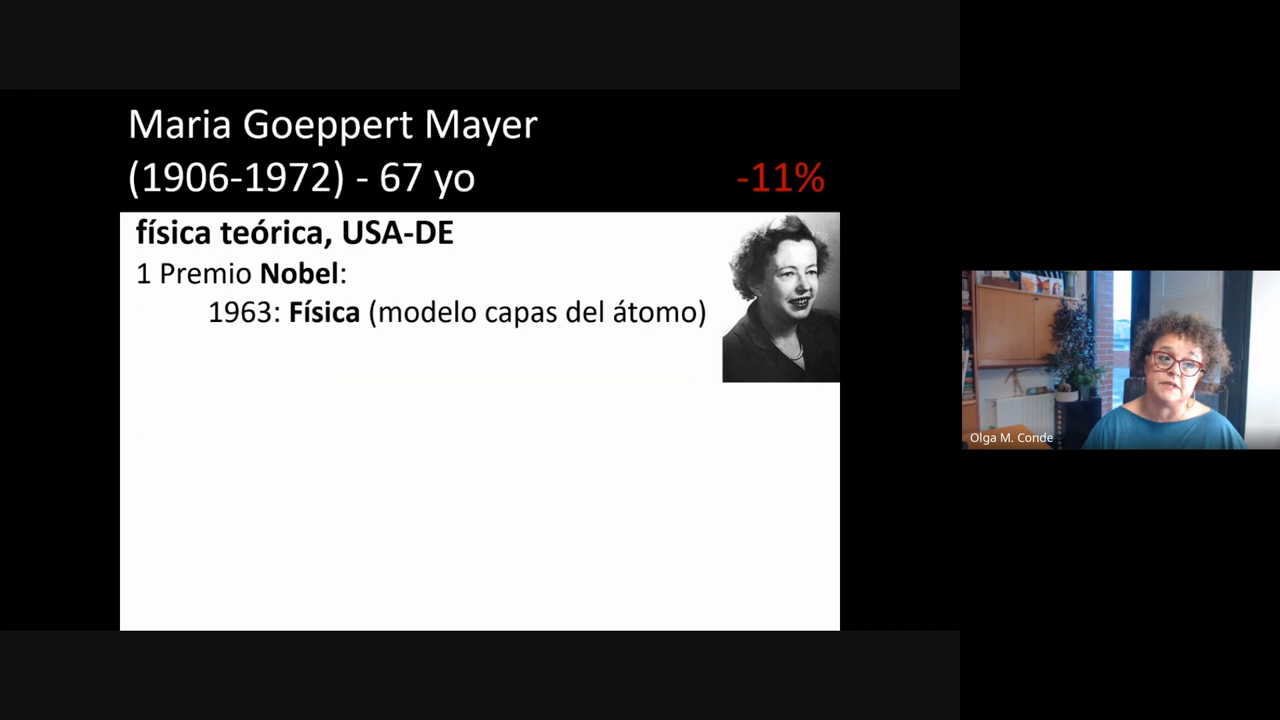 Maria Goeppert Mayer
(1906-1972) - 67 yo
-11%
física teórica, USA-DE
1 Premio Nobel:
1963: Física (modelo capas del átomo)
Olga M. Conde